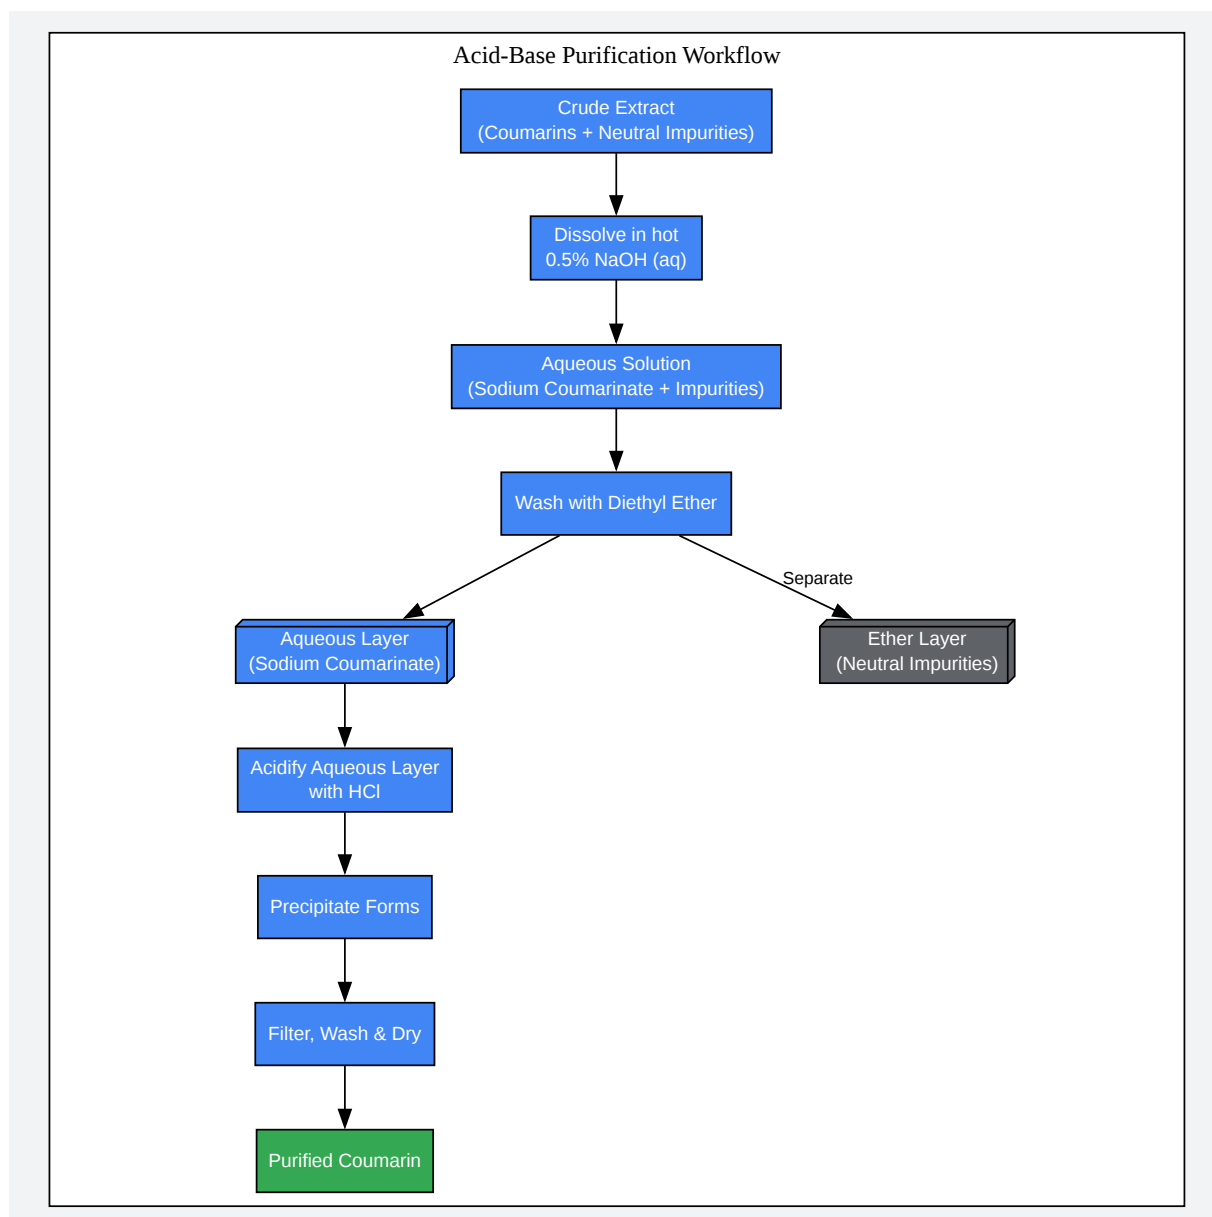 Acid-Base Purification Workflow
Crude Extract
(Coumarins + Neutral Impurities)
Dissolve in hot
0.5% NaOH (aq)
Aqueous Solution
(Sodium Coumarinate + Impurities)
Wash with Diethyl Ether
Separate
Aqueous Layer
(Sodium Coumarinate)
Ether Layer
(Neutral Impurities)
Acidify Aqueous Layer
with HCl
Precipitate Forms
Filter, Wash & Dry
Purified Coumarin